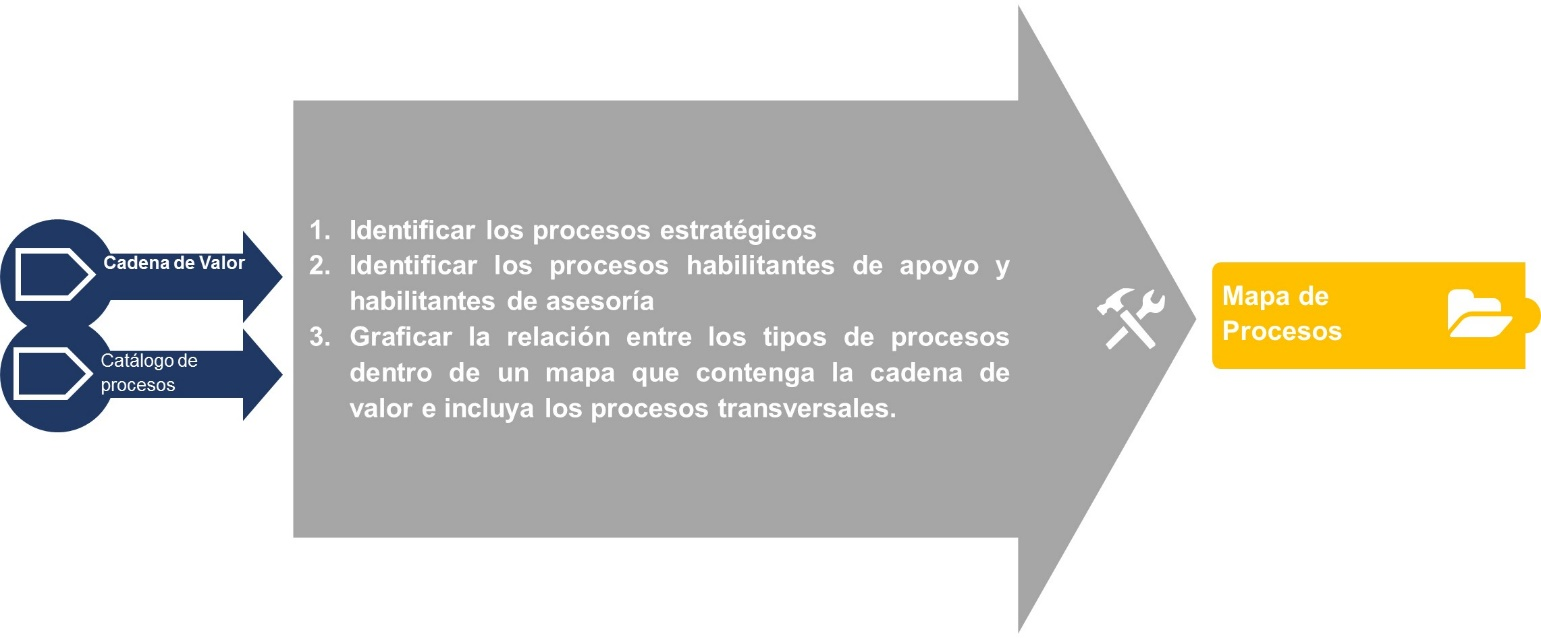 Cadena de Valor
Catálogo de
procesos
1. Identificar los procesos estratégicos
2. Identificar los procesos habilitantes de apoyo y
habilitantes de asesoría
3. Graficar la relación entre los tipos de procesos
dentro de un mapa que contenga la cadena de
valor e incluya los procesos transversales.
Mapa de
Procesos